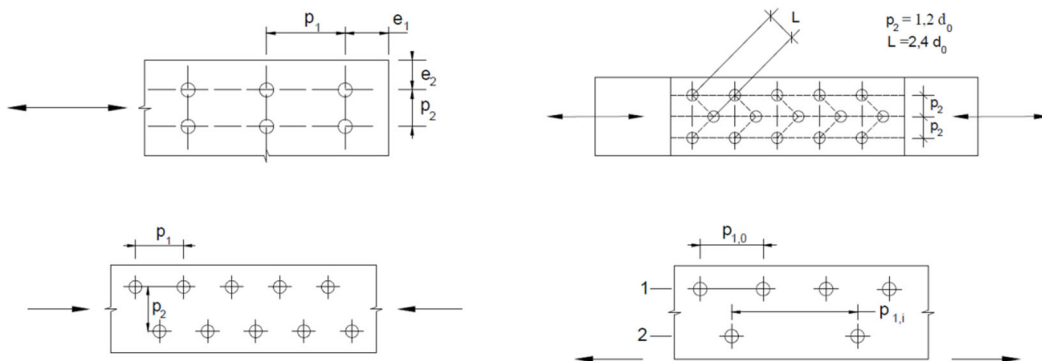 p₁
e₁
e₂
p₂
L
p₂ = 1,2 d₀
L =2,4 d₀
p₂
p₂
p₁
p₂
p₁,₀
1
p₁,ᵢ
2